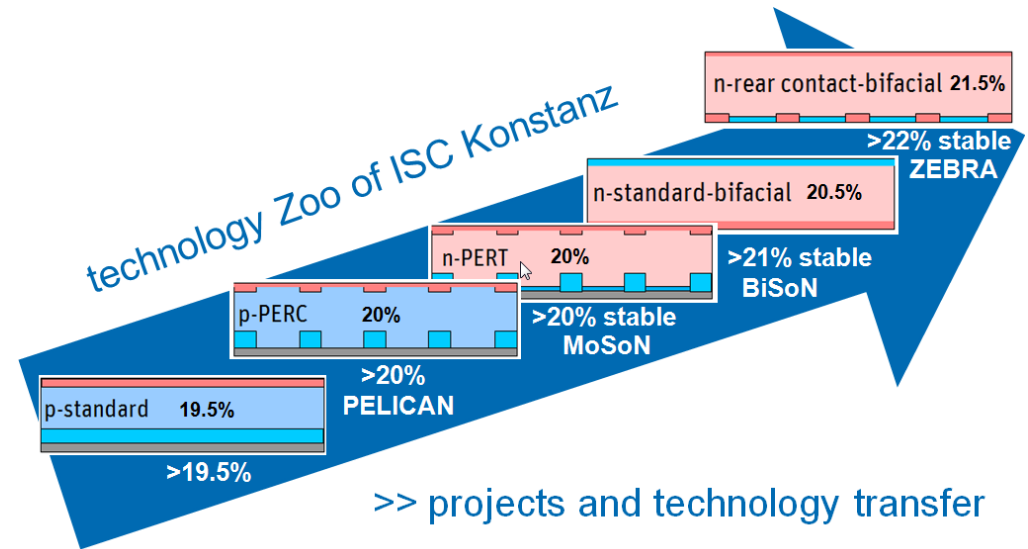 technology Zoo of ISC Konstanz
n-rear contact-bifacial 21.5%
>22% stable
ZEBRA
n-standard-bifacial 20.5%
>21% stable
BiSoN
n-PERT 20%
>20% stable
MoSoN
p-PERC 20%
>20%
PELICAN
p-standard 19.5%
>19.5%
>> projects and technology transfer